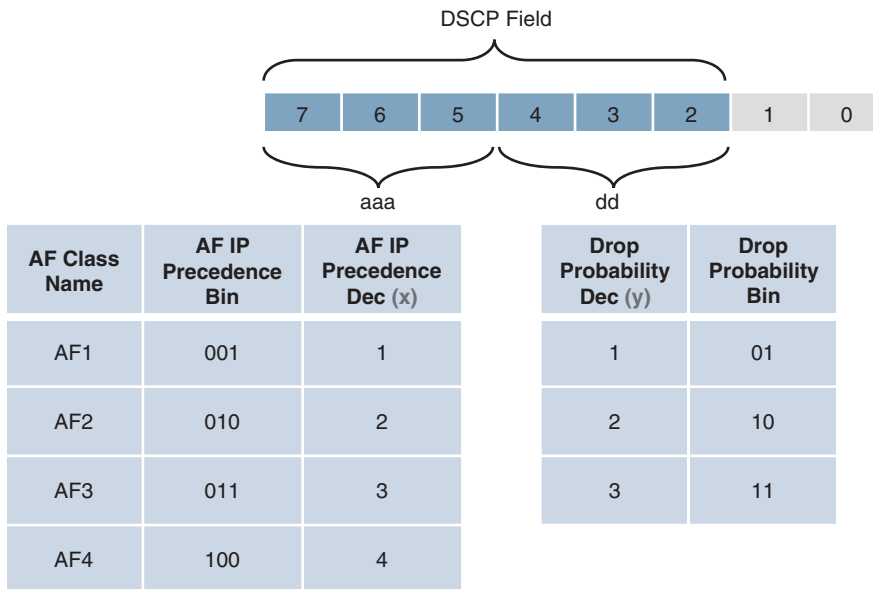 DSCP Field
7 6 5 4 3 2 1 0
aaa dd
AF Class Name AF IP Precedence Bin AF IP Precedence Dec (x)
AF1 001 1
AF2 010 2
AF3 011 3
AF4 100 4
Drop Probability Dec (y) Drop Probability Bin
1 01
2 10
3 11